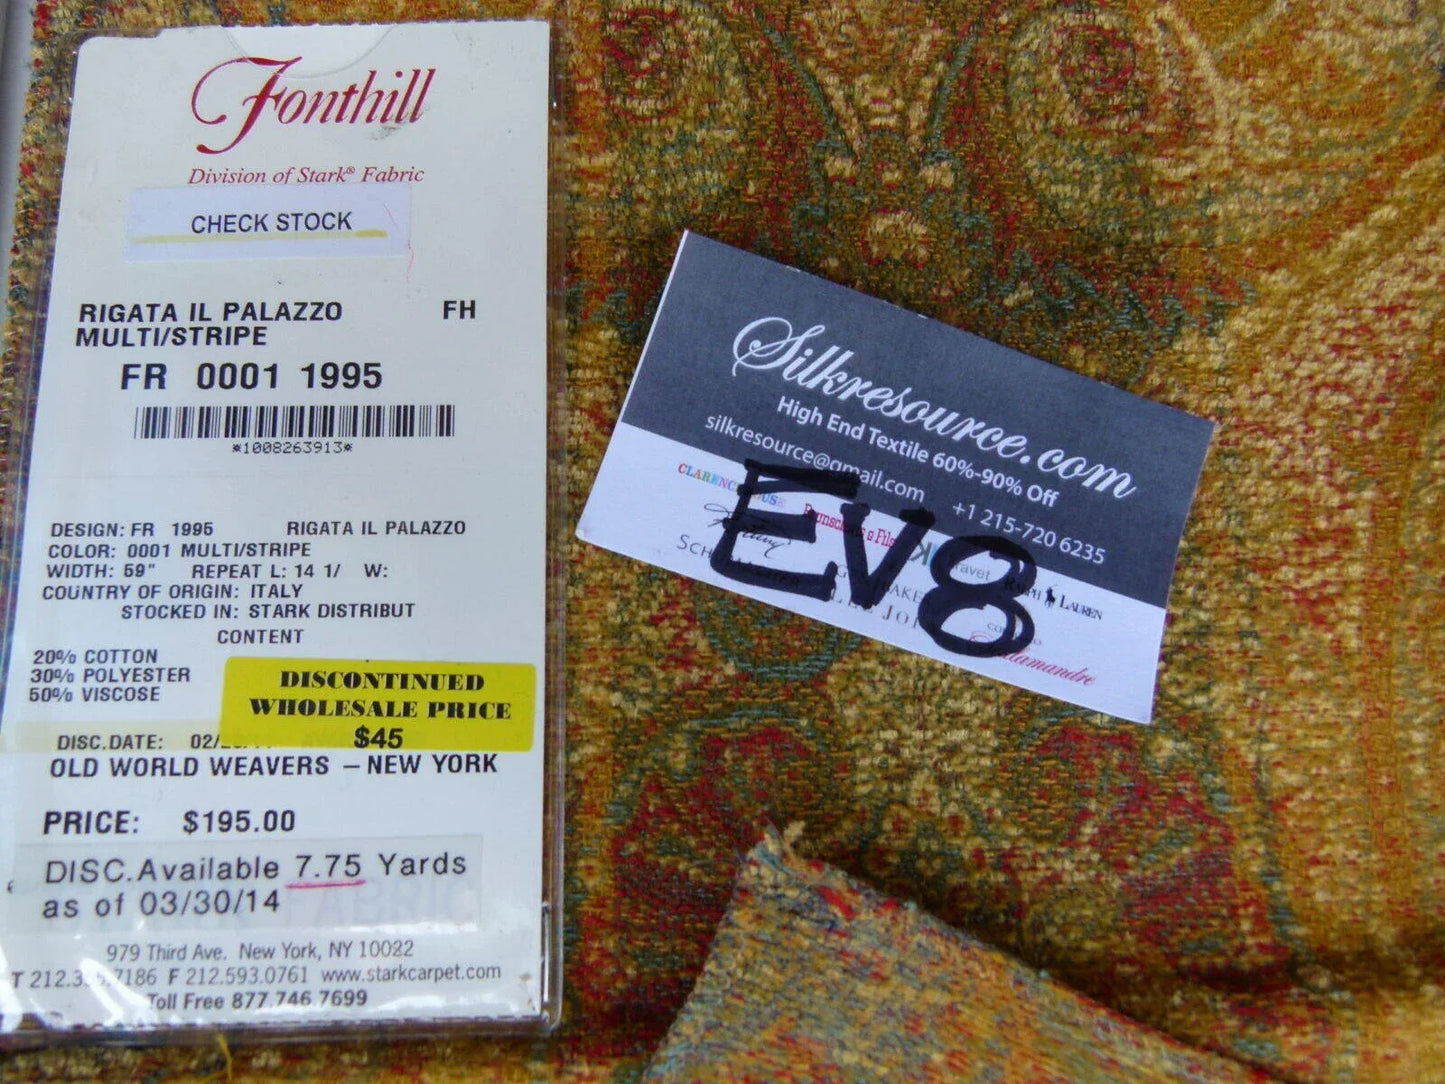 Fonthill
Division of Stark® Fabric
CHECK STOCK
RIGATA IL PALAZZO FH
MULTI/STRIPE
FR 0001 1995
*1008263913*
DESIGN: FR 1995 RIGATA IL PALAZZO
COLOR: 0001 MULTI/STRIPE
WIDTH: 59" REPEAT L: 14 1/ W:
COUNTRY OF ORIGIN: ITALY
STOCKED IN: STARK DISTRIBUT
CONTENT
20% COTTON
30% POLYESTER
50% VISCOSE
DISCONTINUED
WHOLESALE PRICE
$45
DISC.DATE: 02/
OLD WORLD WEAVERS – NEW YORK
PRICE: $195.00
DISC.Available 7.75 Yards
as of 03/30/14
979 Third Ave. New York, NY 10022
T 212.3 .7186 F 212.593.0761 www.starkcarpet.com
Toll Free 877.746.7699
Silkresource.com
High End Textile 60%-90% Off
silkresource@gmail.com +1 215-720 6235
EV8
RALPH LAUREN